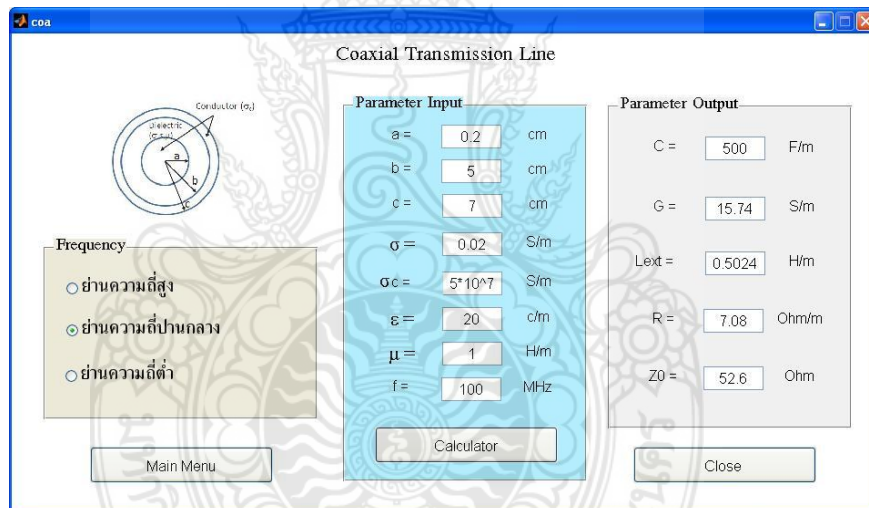 coa
Coaxial Transmission Line
Conductor (σc)
Dielectric
(σ ε,μ)
a
b
c
Frequency
ย่านความถี่สูง
ย่านความถี่ปานกลาง
ย่านความถี่ต่ำ
Main Menu
Parameter Input
a = 0.2 cm
b = 5 cm
c = 7 cm
σ = 0.02 S/m
σc = 5*10^7 S/m
ε = 20 c/m
μ = 1 H/m
f = 100 MHz
Calculator
Parameter Output
C = 500 F/m
G = 15.74 S/m
Lext = 0.5024 H/m
R = 7.08 Ohm/m
Z0 = 52.6 Ohm
Close